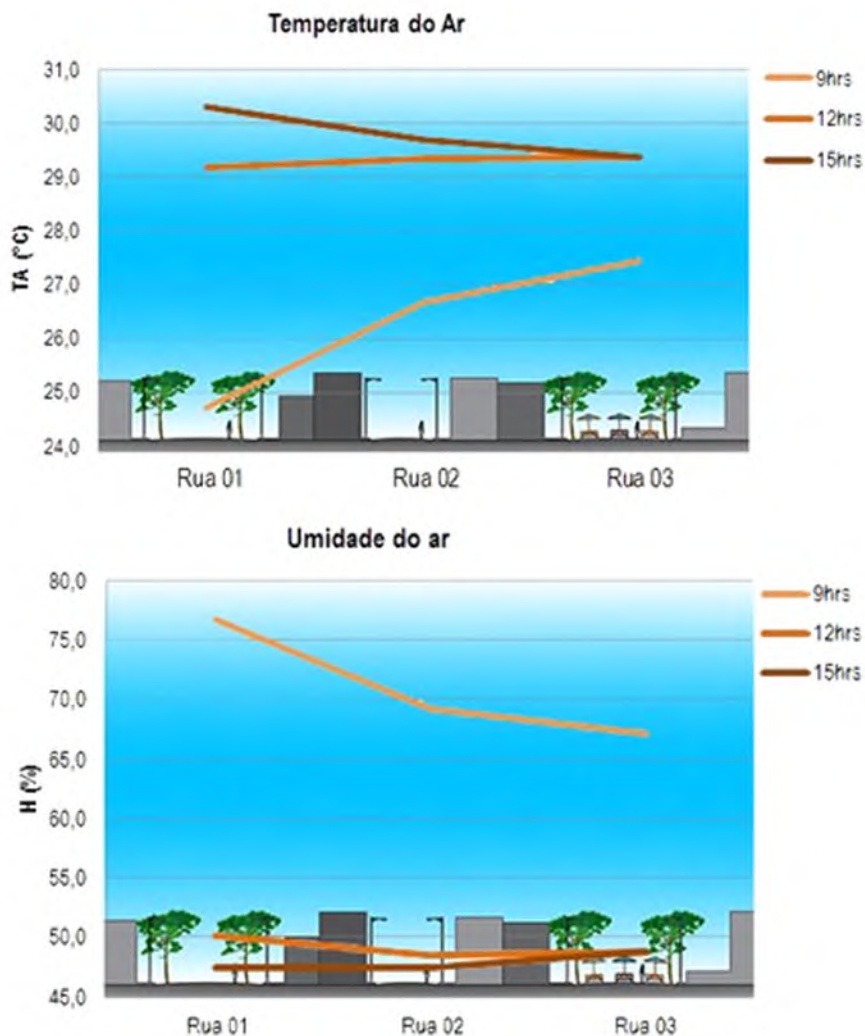 Temperatura do Ar
31,0
30,0
29,0
28,0
27,0
26,0
25,0
24,0
TA (°C)
9hrs
12hrs
15hrs
Rua 01 Rua 02 Rua 03
Umidade do ar
80,0
75,0
70,0
65,0
60,0
55,0
50,0
45,0
H (%)
9hrs
12hrs
15hrs
Rua 01 Rua 02 Rua 03